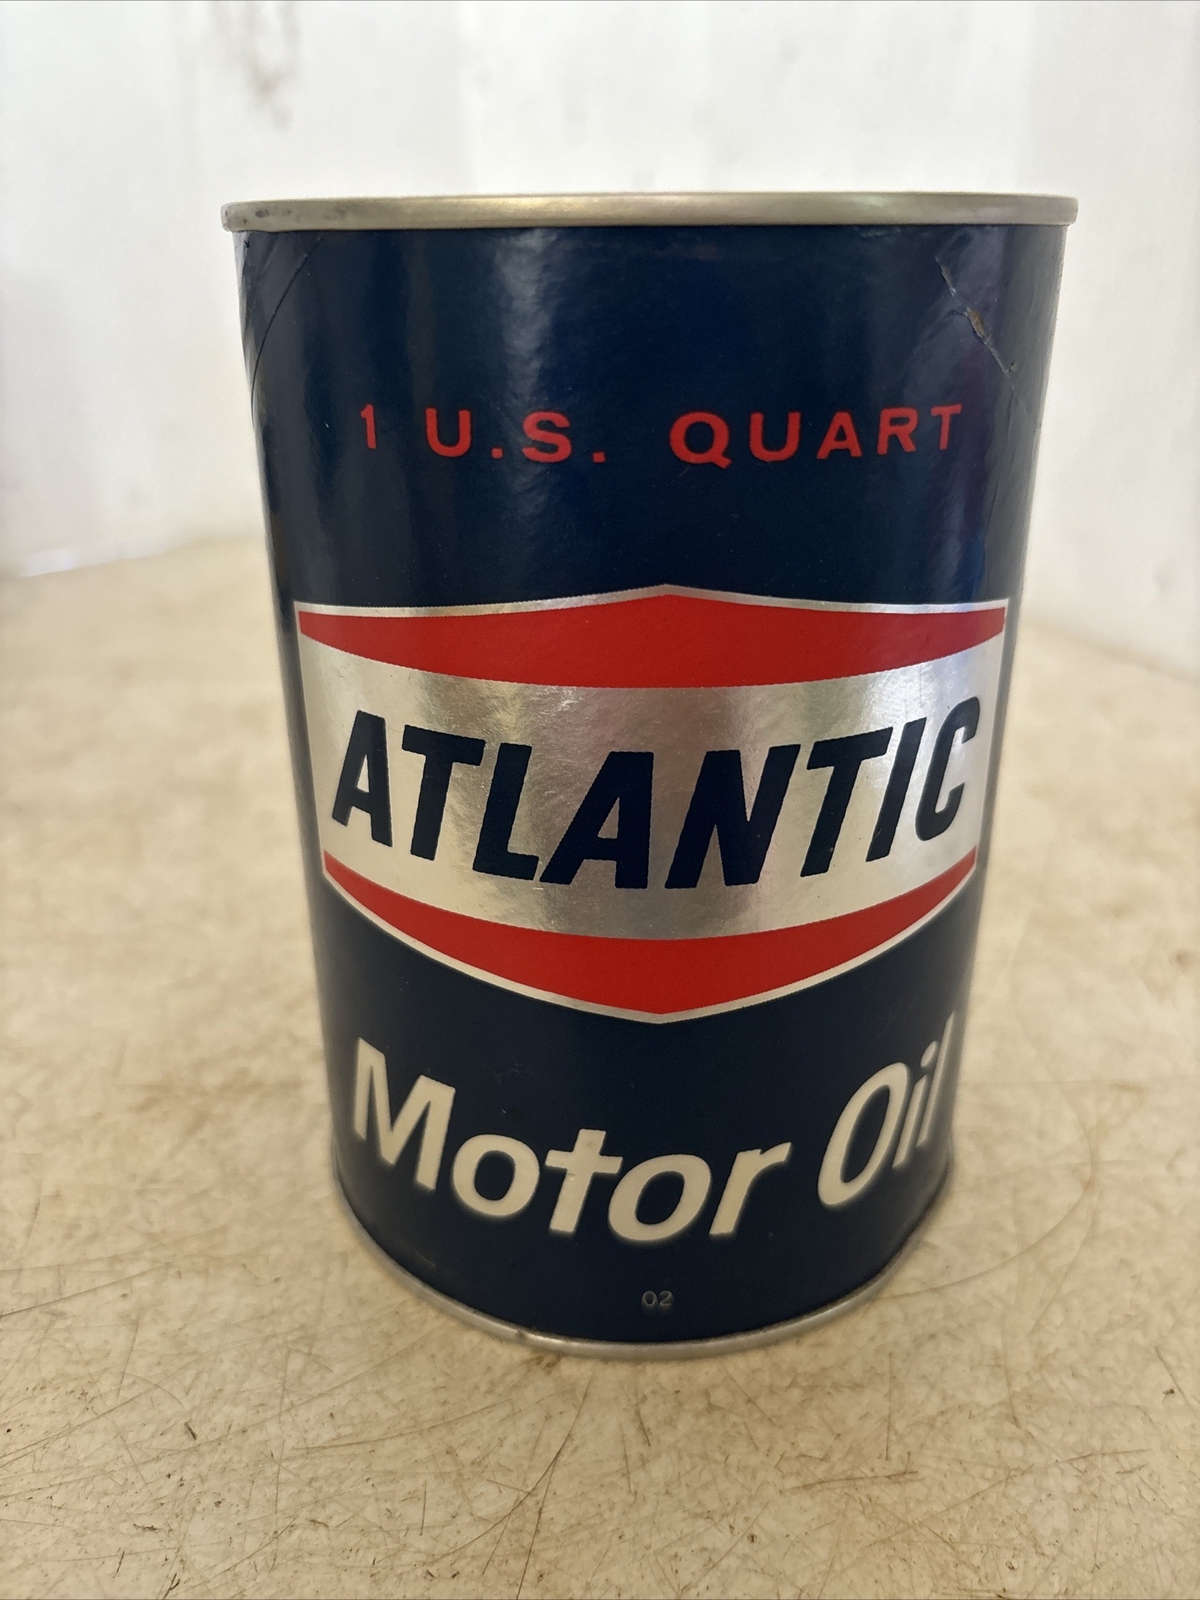 1 U.S. QUART
ATLANTIC
Motor Oil
02